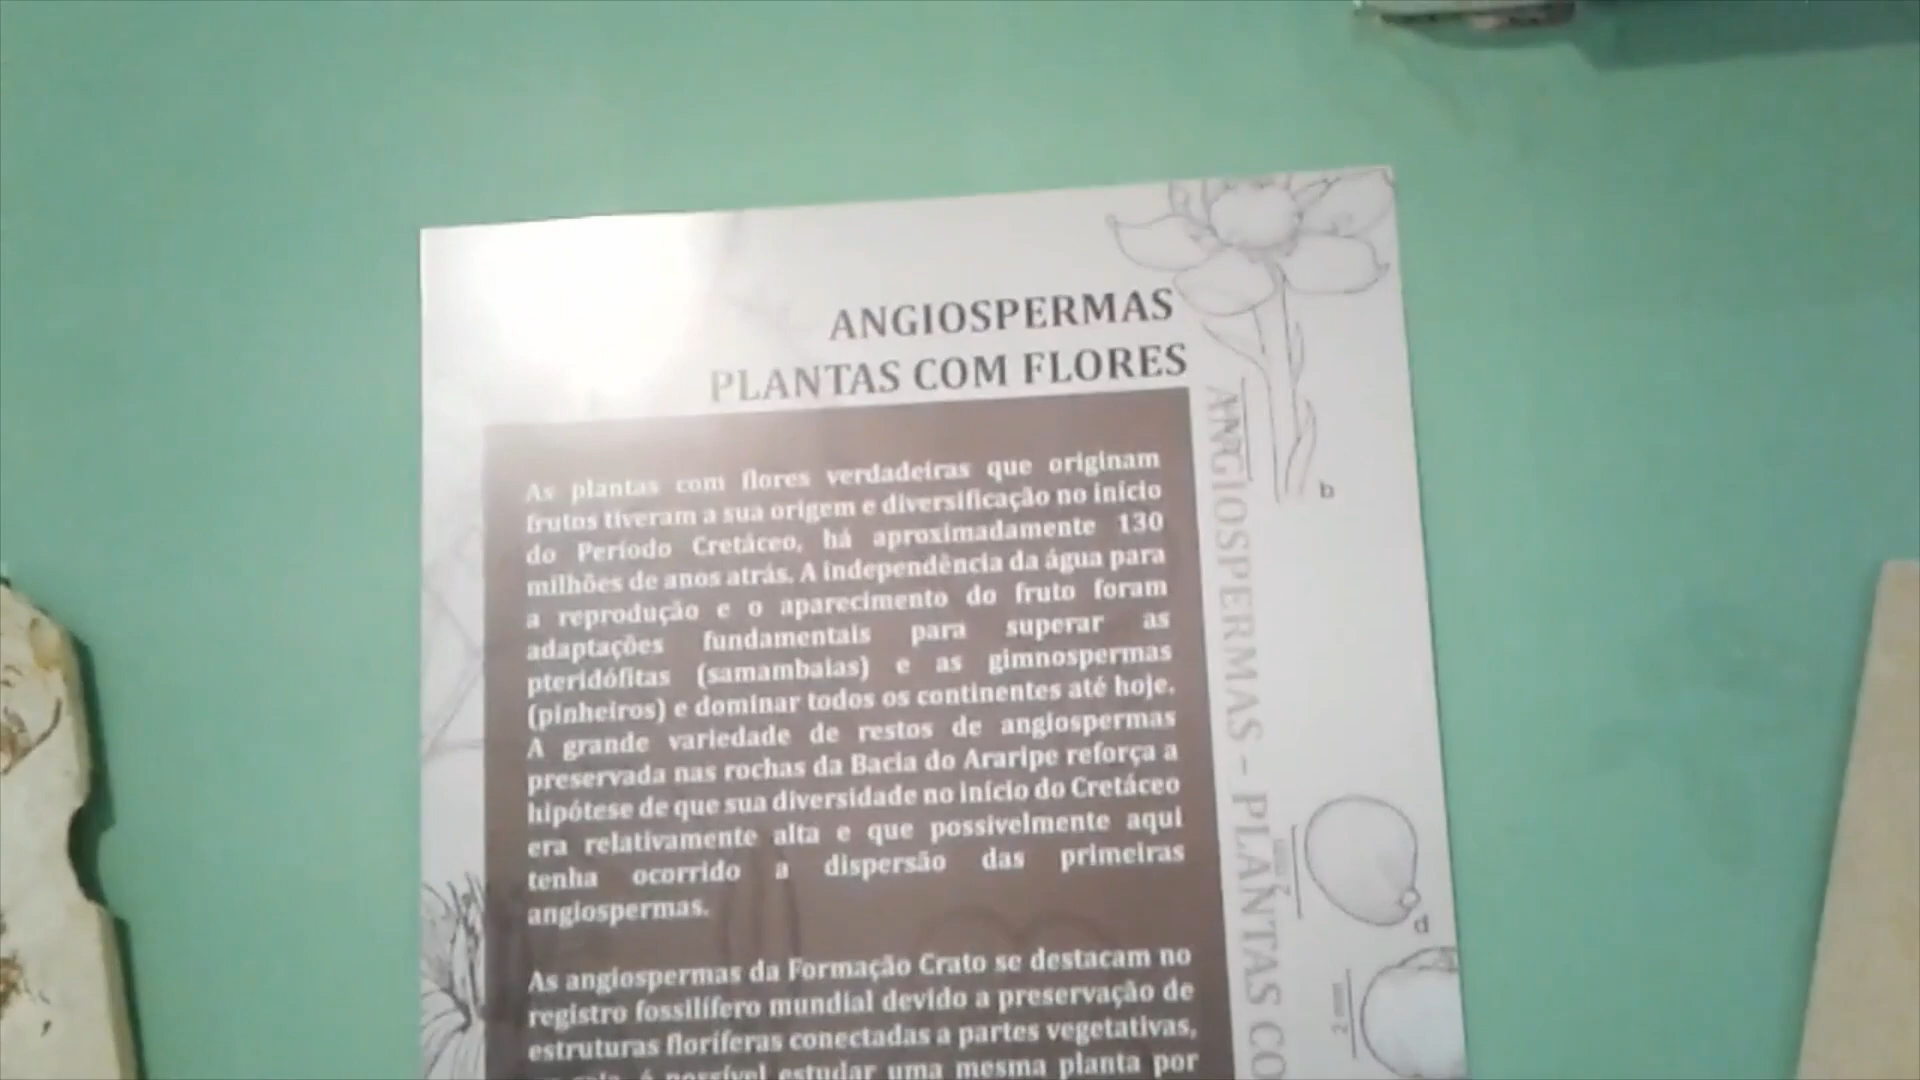 ANGIOSPERMAS
PLANTAS COM FLORES
As plantas com flores verdadeiras que originam
frutos tiveram a sua origem e diversificação no início
do Período Cretáceo, há aproximadamente 130
milhões de anos atrás. A independência da água para
a reprodução e o aparecimento do fruto foram
adaptações fundamentais para superar as
pteridófitas (samambaias) e as gimnospermas
(pinheiros) e dominar todos os continentes até hoje.
A grande variedade de restos de angiospermas
preservada nas rochas da Bacia do Araripe reforça a
hipótese de que sua diversidade no início do Cretáceo
era relativamente alta e que possivelmente aqui
tenha ocorrido a dispersão das primeiras
angiospermas.
As angiospermas da Formação Crato se destacam no
registro fossilífero mundial devido a preservação de
estruturas floríferas conectadas a partes vegetativas,
é possível estudar uma mesma planta por
ANGIOSPERMAS - PLANTAS CO
b
d
2 mm